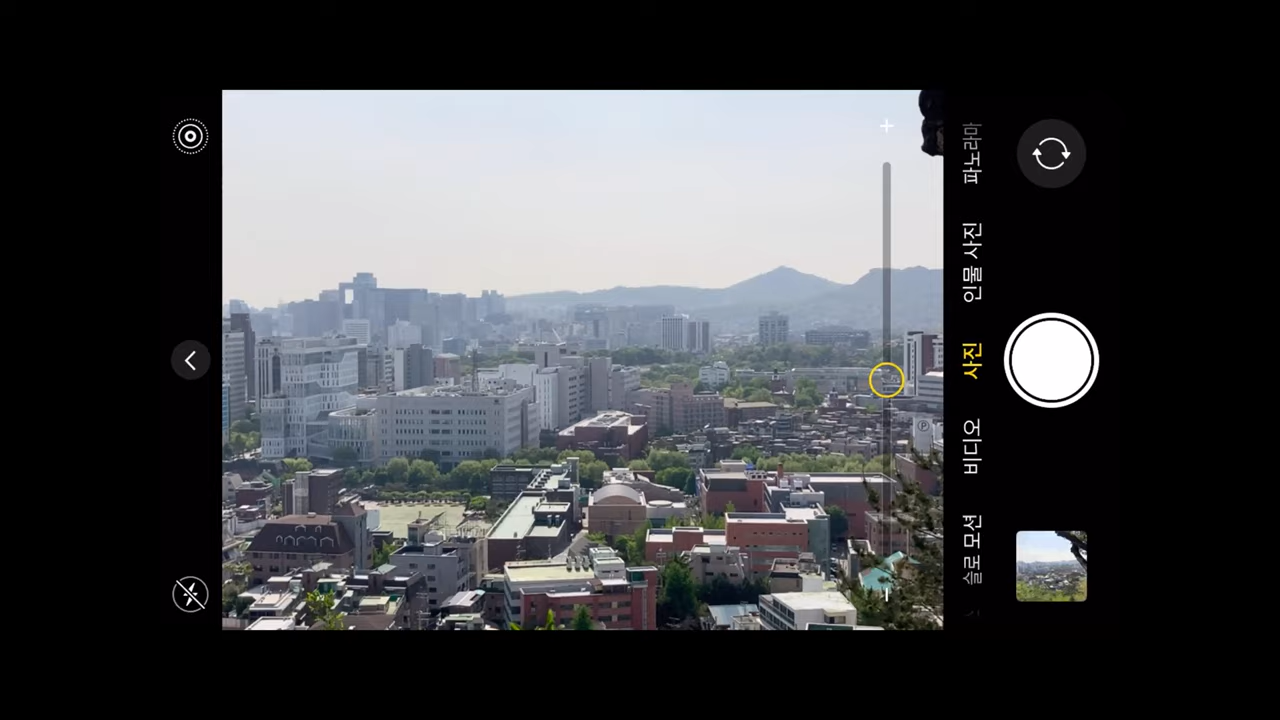 파노라마
인물 사진
사진
비디오
슬로 모션
P